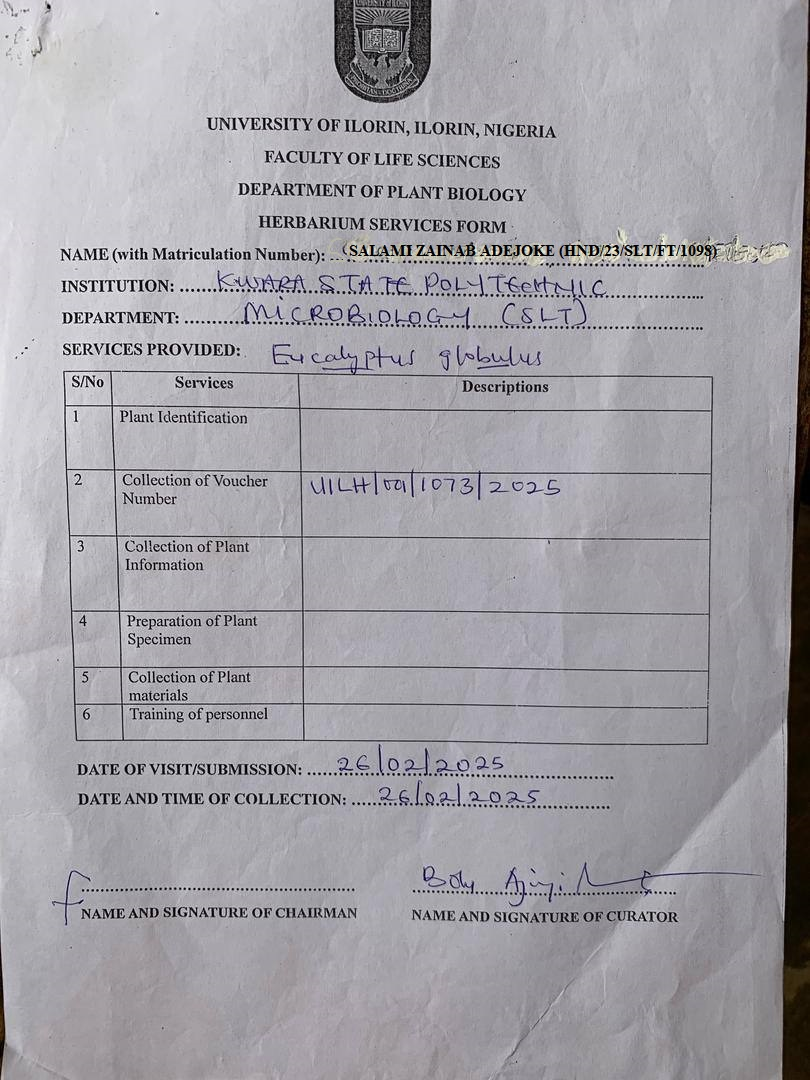 UNIVERSITY OF ILORIN, ILORIN, NIGERIA
FACULTY OF LIFE SCIENCES
DEPARTMENT OF PLANT BIOLOGY
HERBARIUM SERVICES FORM
NAME (with Matriculation Number): SALAMI ZAINAB ADEJOKE (HND/23/SLT/FT/1098)
INSTITUTION: KWARA STATE POLYTECHNIC
DEPARTMENT: MICROBIOLOGY (SLT)
SERVICES PROVIDED: Eucalyptus globulus
S/No Services Descriptions
1 Plant Identification
2 Collection of Voucher Number UILH/001/1073/2025
3 Collection of Plant Information
4 Preparation of Plant Specimen
5 Collection of Plant materials
6 Training of personnel
DATE OF VISIT/SUBMISSION: 26/02/2025
DATE AND TIME OF COLLECTION: 26/02/2025
NAME AND SIGNATURE OF CHAIRMAN
NAME AND SIGNATURE OF CURATOR